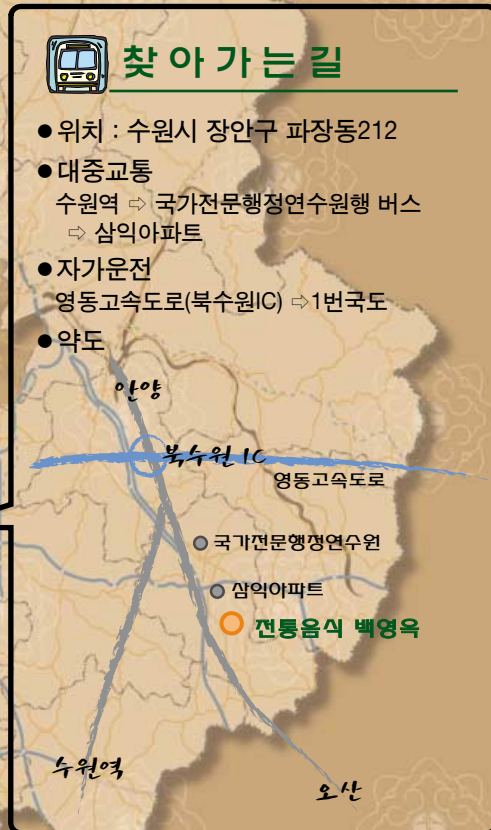 찾아가는길
● 위치 : 수원시 장안구 파장동212
● 대중교통
수원역 ⇨ 국가전문행정연수원행 버스
⇨ 삼익아파트
● 자가운전
영동고속도로(북수원IC) ⇨1번국도
● 약도
안양
북수원 IC
영동고속도로
국가전문행정연수원
삼익아파트
전통음식 백영옥
수원역
오산